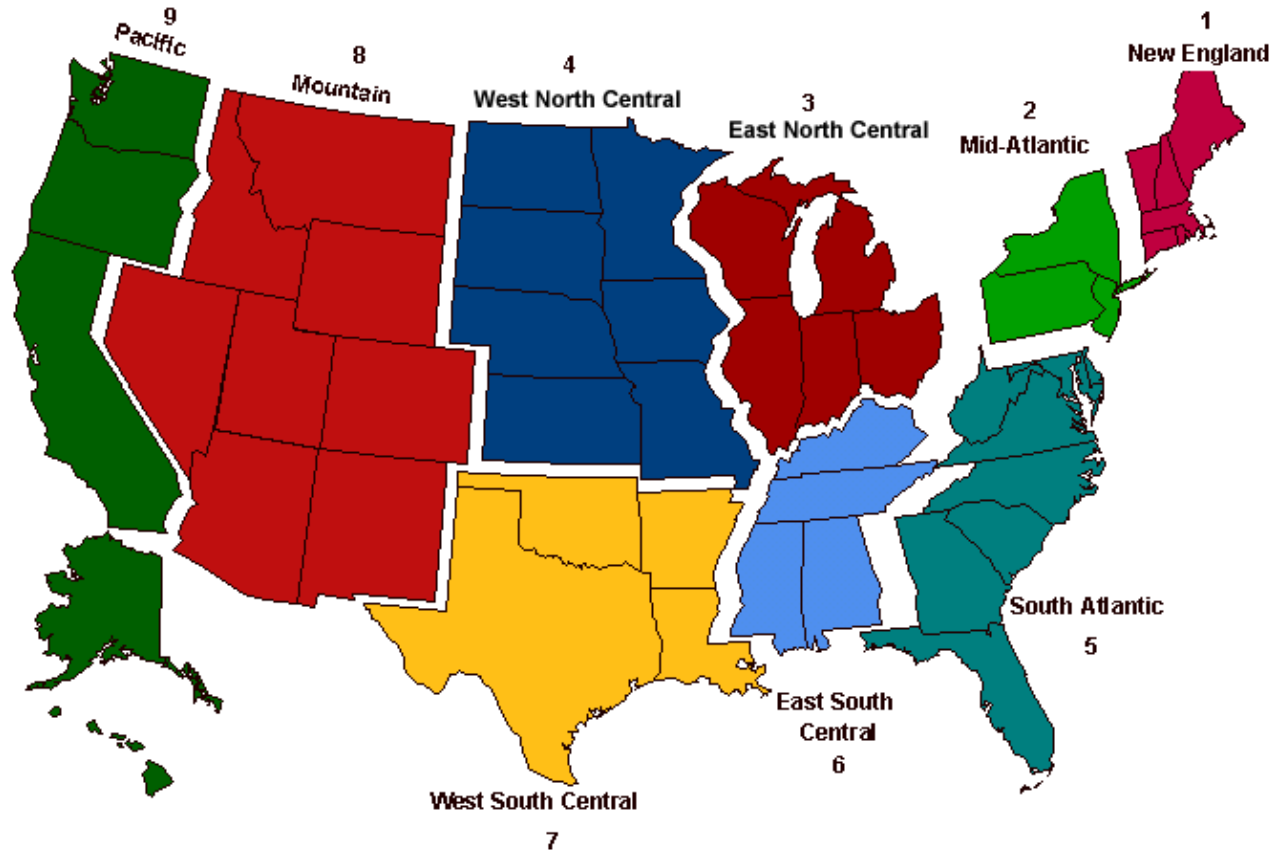 9
Pacific
8
Mountain
4
West North Central
3
East North Central
2
Mid-Atlantic
1
New England
South Atlantic
5
East South
Central
6
West South Central
7